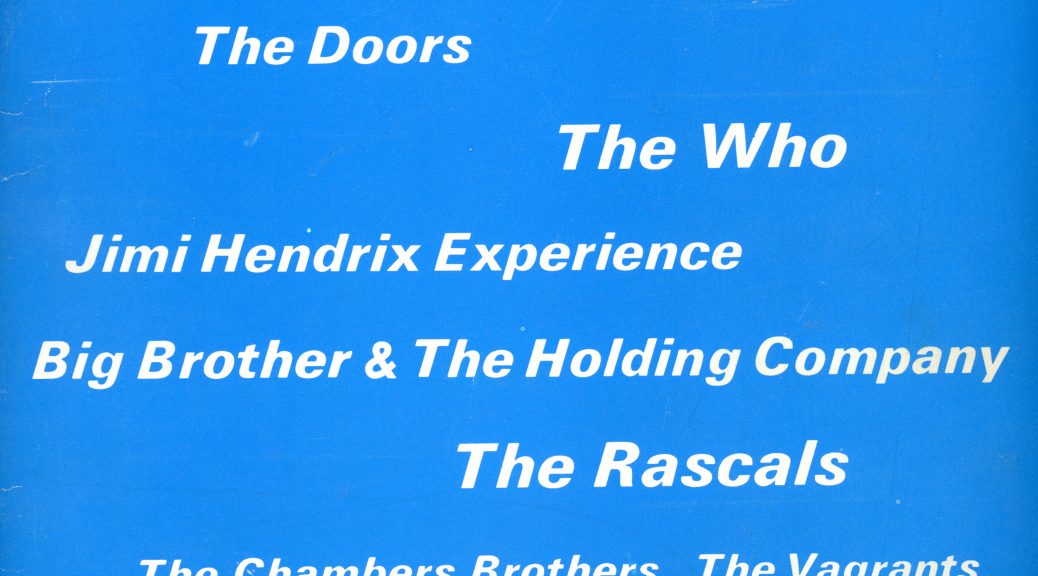 The Doors
The Who
Jimi Hendrix Experience
Big Brother & The Holding Company
The Rascals
The Chambers Brothers The Vagrants